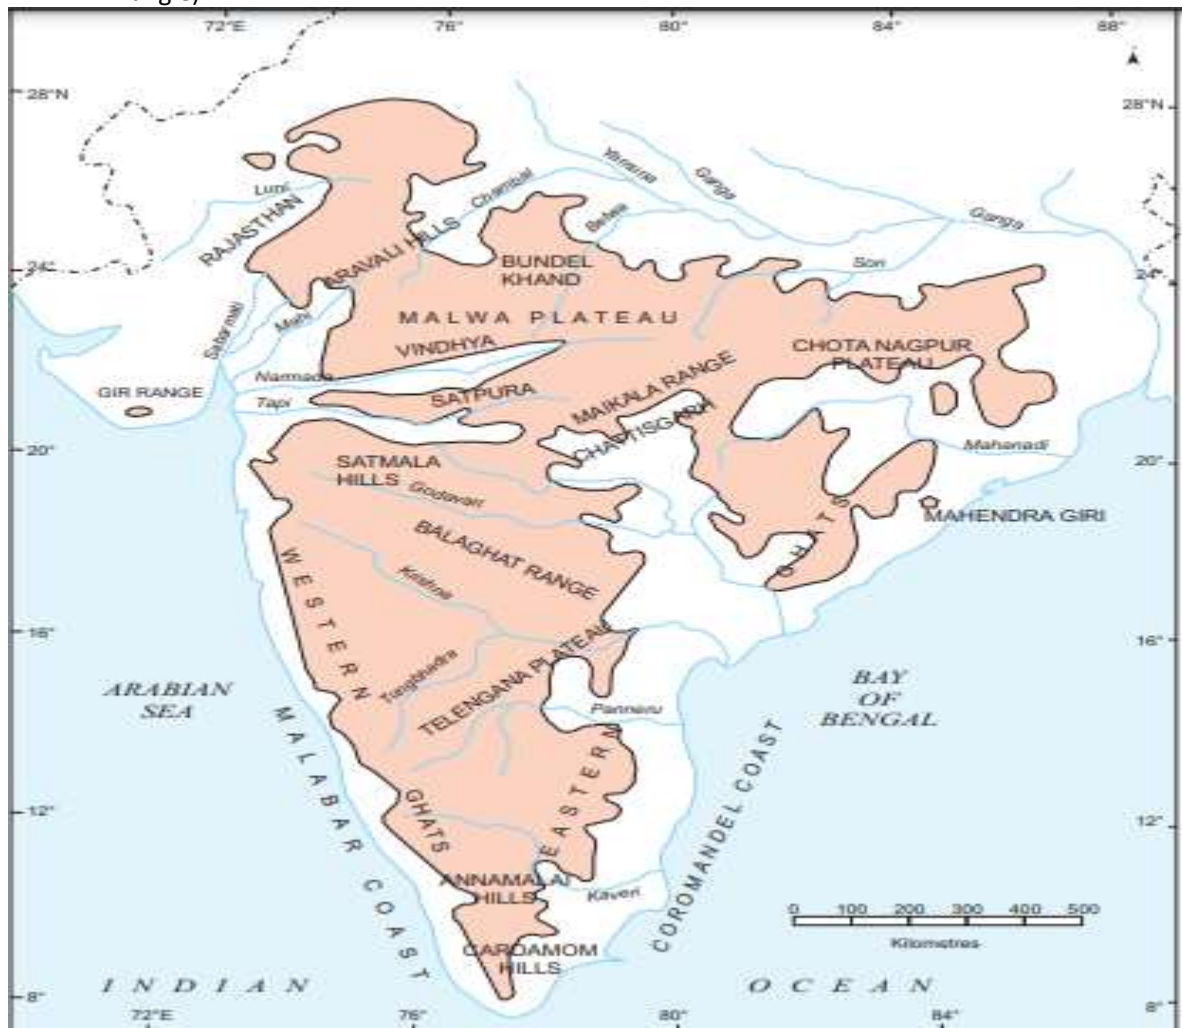 72°E 76° 80° 84° 88°
28°N
28°N
Yamuna
Ganga
Chambal
Luni
RAJASTHAN
Betwa
Ganga
ARAVALI HILLS
BUNDEL
KHAND
Son
24°
24°
MALWA PLATEAU
Sabarmati
Mahi
VINDHYA
CHOTA NAGPUR
PLATEAU
Narmada
GIR RANGE
Tapi
SATPURA
MAIKALA RANGE
CHATTISGARH
Mahanadi
20°
20°
SATMALA
HILLS
Godavari
MAHENDRA GIRI
GHATS
BALAGHAT RANGE
WESTERN
Krishna
16°
16°
Tungbhadra
TELENGANA PLATEAU
ARABIAN
SEA
BAY
OF
BENGAL
Panneru
MALABAR COAST
EASTERN
COROMANDEL COAST
12°
12°
GHATS
ANNAMALAI
HILLS
Kaveri
0 100 200 300 400 500
Kilometres
CARDAMOM
HILLS
INDIAN OCEAN
8°
8°
72°E 76° 80° 84°